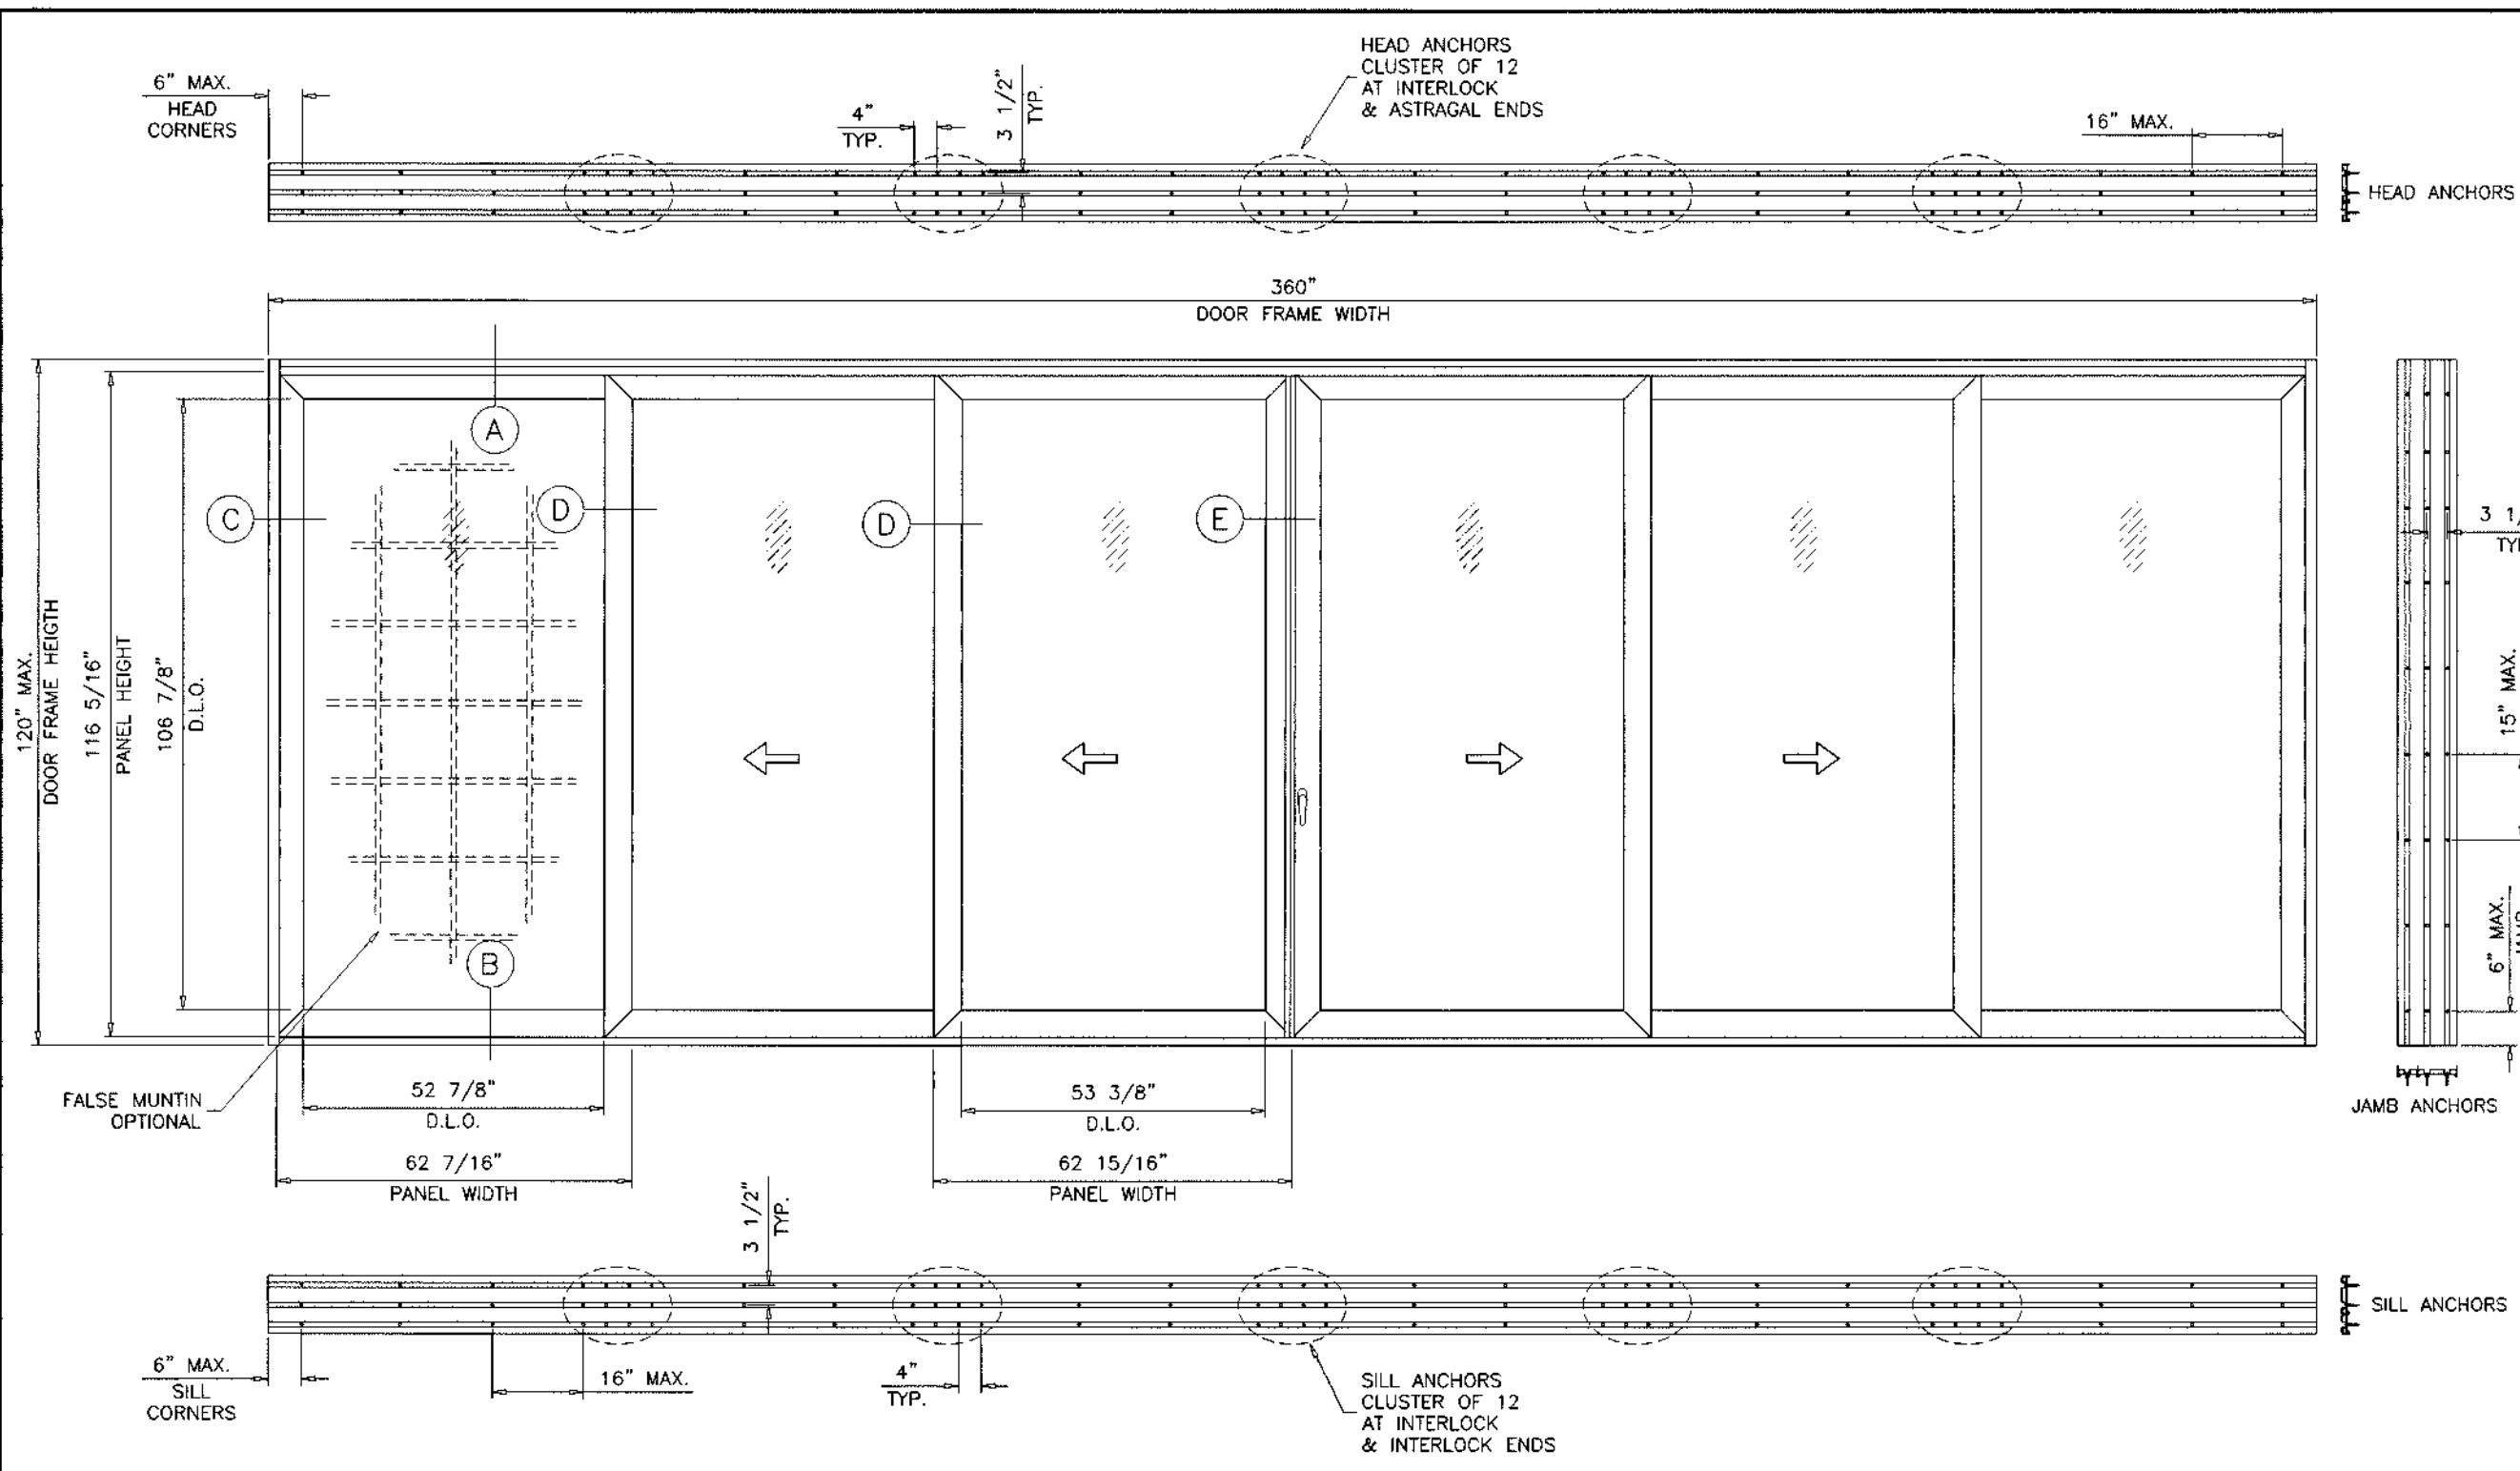 HEAD ANCHORS
CLUSTER OF 12
AT INTERLOCK
& ASTRAGAL ENDS
6" MAX.
HEAD
CORNERS
4"
TYP.
3 1/2"
TYP.
16" MAX.
HEAD ANCHORS
360"
DOOR FRAME WIDTH
A
C
D
D
E
3 1/
120" MAX.
DOOR FRAME HEIGTH
116 5/16"
PANEL HEIGHT
106 7/8"
D.L.O.
15" MAX.
6" MAX.
B
FALSE MUNTIN
OPTIONAL
52 7/8"
D.L.O.
53 3/8"
D.L.O.
JAMB ANCHORS
62 7/16"
PANEL WIDTH
62 15/16"
PANEL WIDTH
3 1/2"
TYP.
SILL ANCHORS
6" MAX.
SILL
CORNERS
16" MAX.
4"
TYP.
SILL ANCHORS
CLUSTER OF 12
AT INTERLOCK
& INTERLOCK ENDS